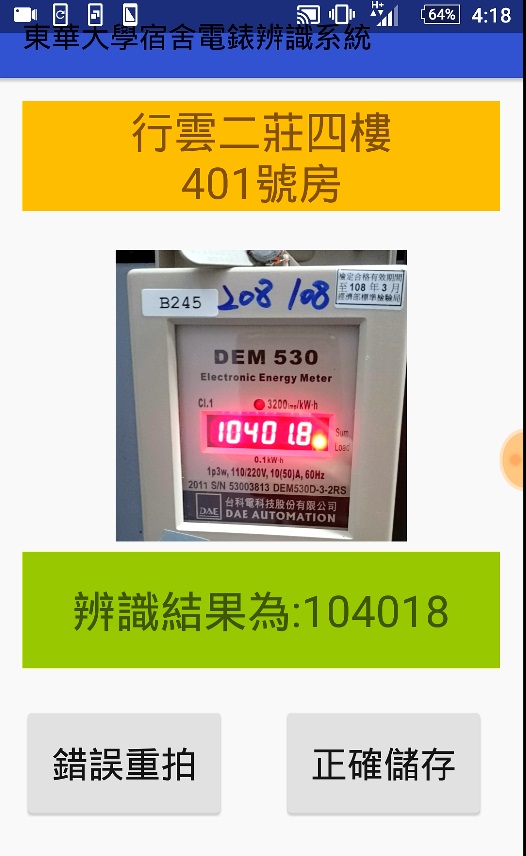 H+
64%
4:18
東華大學宿舍電錶辨識系統
行雲二莊四樓
401號房
檢定合格有效期間
至108年3月
經濟部標準檢驗局
B245
208 108
DEM 530
Electronic Energy Meter
Cl.1
3200imp/kW·h
10401.8
Sum
Load
0.1kW·h
1p3w, 110/220V, 10(50)A, 60Hz
2011 S/N 53003813 DEM530D-3-2RS
DAE
台科電科技股份有限公司
DAE AUTOMATION
辨識結果為:104018
錯誤重拍
正確儲存